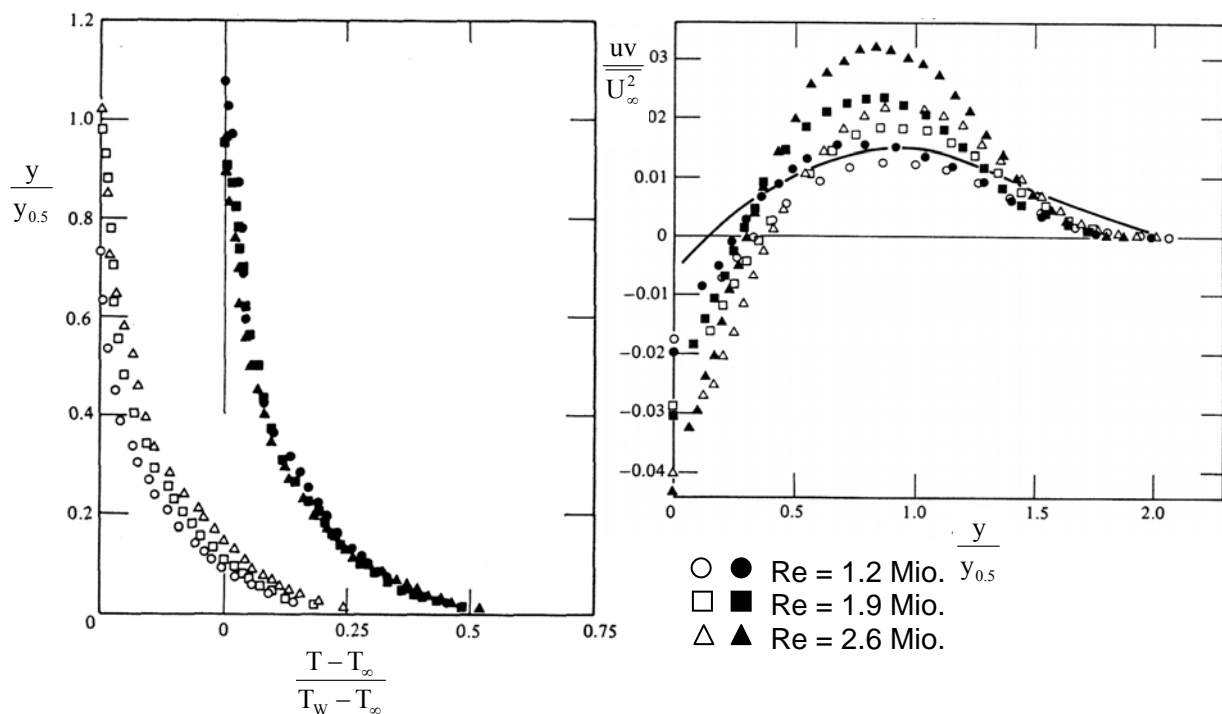 1.2
1.0
y
y0.5
0.8
0.6
0.4
0.2
0
0
0.25
0.5
0.75
T – T∞
TW – T∞
uv
U²∞
03
02
0.01
0
–0.01
–0.02
–0.03
–0.04
0
0.5
1.0
1.5
2.0
y
y0.5
Re = 1.2 Mio.
Re = 1.9 Mio.
Re = 2.6 Mio.